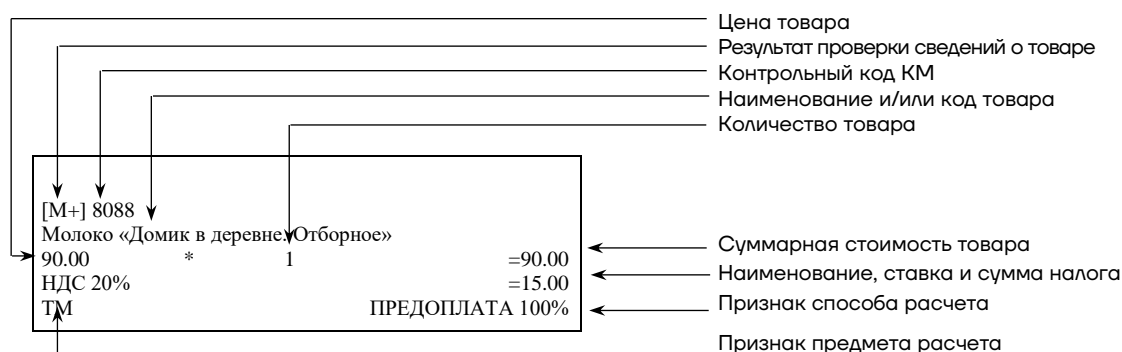 Цена товара
Результат проверки сведений о товаре
Контрольный код КМ
Наименование и/или код товара
Количество товара
[М+] 8088
Молоко «Домик в деревне. Отборное»
90.00 * 1 =90.00
Суммарная стоимость товара
НДС 20% =15.00
Наименование, ставка и сумма налога
ТМ ПРЕДОПЛАТА 100%
Признак способа расчета
Признак предмета расчета